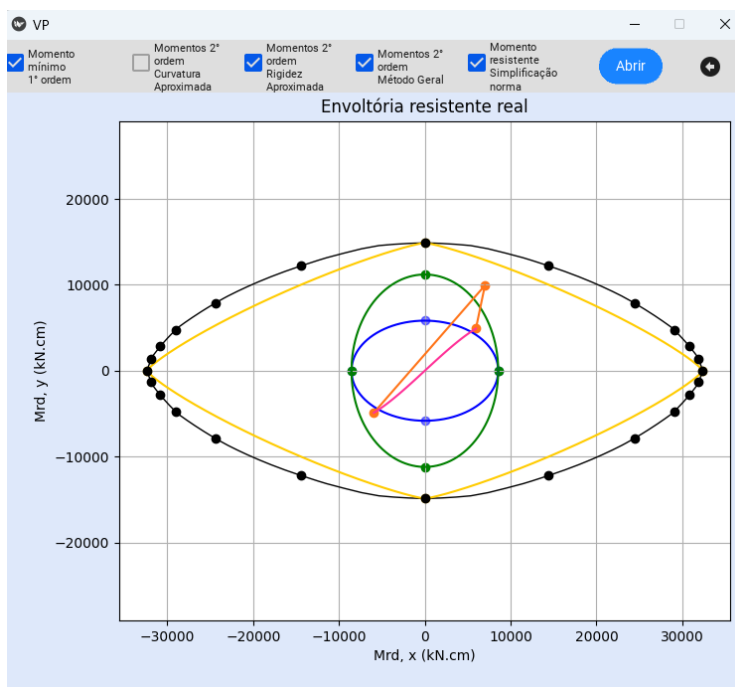 VP
Momento
mínimo
1° ordem
Momentos 2°
ordem
Curvatura
Aproximada
Momentos 2°
ordem
Rigidez
Aproximada
Momentos 2°
ordem
Método Geral
Momento
resistente
Simplificação
norma
Abrir
Envoltória resistente real
Mrd, y (kN.cm)
20000
10000
0
−10000
−20000
−30000
−20000
−10000
0
10000
20000
30000
Mrd, x (kN.cm)